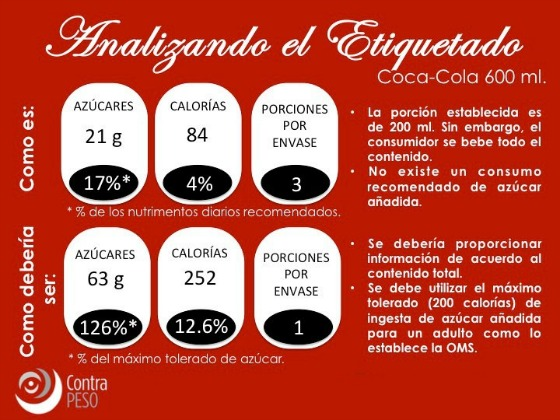 Analizando el Etiquetado
Coca-Cola 600 ml.
Como es:
AZÚCARES
21 g
17%*
CALORÍAS
84
4%
PORCIONES
POR
ENVASE
3
* % de los nutrimentos diarios recomendados.
• La porción establecida es
de 200 ml. Sin embargo, el
consumidor se bebe todo el
contenido.
• No existe un consumo
recomendado de azúcar
añadida.
Como debería
ser:
AZÚCARES
63 g
126%*
CALORÍAS
252
12.6%
PORCIONES
POR
ENVASE
1
* % del máximo tolerado de azúcar.
• Se debería proporcionar
información de acuerdo al
contenido total.
• Se debe utilizar el máximo
tolerado (200 calorías) de
ingesta de azúcar añadida
para un adulto como lo
establece la OMS.
Contra
PESO